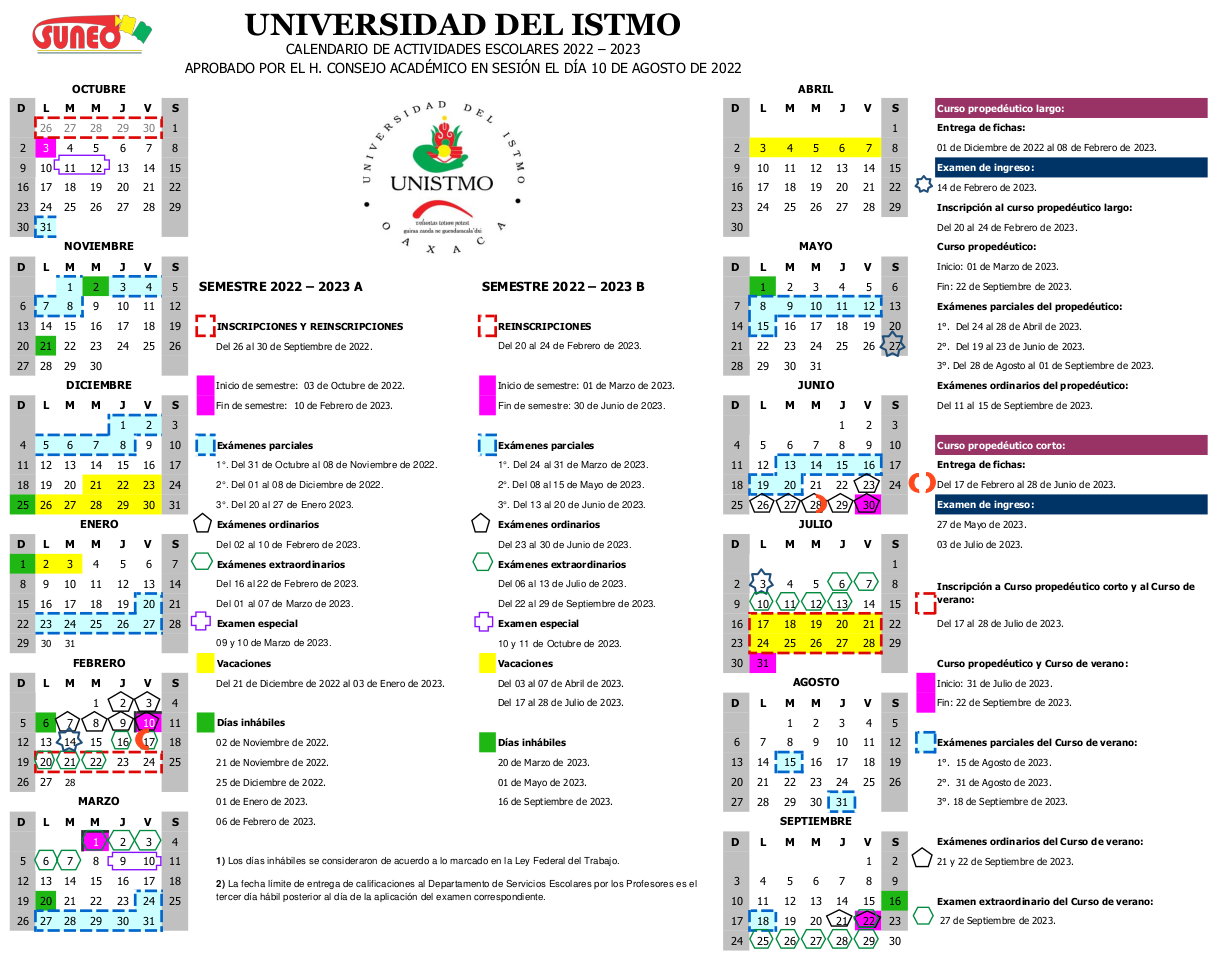 SUNEO
UNIVERSIDAD DEL ISTMO
CALENDARIO DE ACTIVIDADES ESCOLARES 2022 – 2023
APROBADO POR EL H. CONSEJO ACADÉMICO EN SESIÓN EL DÍA 10 DE AGOSTO DE 2022
OCTUBRE
D L M M J V S
26 27 28 29 30 1
2 3 4 5 6 7 8
9 10 11 12 13 14 15
16 17 18 19 20 21 22
23 24 25 26 27 28 29
30 31
NOVIEMBRE
D L M M J V S
1 2 3 4 5
6 7 8 9 10 11 12
13 14 15 16 17 18 19
20 21 22 23 24 25 26
27 28 29 30
DICIEMBRE
D L M M J V S
1 2 3
4 5 6 7 8 9 10
11 12 13 14 15 16 17
18 19 20 21 22 23 24
25 26 27 28 29 30 31
ENERO
D L M M J V S
1 2 3 4 5 6 7
8 9 10 11 12 13 14
15 16 17 18 19 20 21
22 23 24 25 26 27 28
29 30 31
FEBRERO
D L M M J V S
1 2 3 4
5 6 7 8 9 10 11
12 13 14 15 16 17 18
19 20 21 22 23 24 25
26 27 28
MARZO
D L M M J V S
1 2 3 4
5 6 7 8 9 10 11
12 13 14 15 16 17 18
19 20 21 22 23 24 25
26 27 28 29 30 31
UNIVERSIDAD DEL ISTMO
UNISTMO
voluntas totum potest
guiraa zanda ne guendaracala'dxi
OAXACA
SEMESTRE 2022 – 2023 A
INSCRIPCIONES Y REINSCRIPCIONES
Del 26 al 30 de Septiembre de 2022.
Inicio de semestre: 03 de Octubre de 2022.
Fin de semestre: 10 de Febrero de 2023.
Exámenes parciales
1°. Del 31 de Octubre al 08 de Noviembre de 2022.
2°. Del 01 al 08 de Diciembre de 2022.
3°. Del 20 al 27 de Enero 2023.
Exámenes ordinarios
Del 02 al 10 de Febrero de 2023.
Exámenes extraordinarios
Del 16 al 22 de Febrero de 2023.
Del 01 al 07 de Marzo de 2023.
Examen especial
09 y 10 de Marzo de 2023.
Vacaciones
Del 21 de Diciembre de 2022 al 03 de Enero de 2023.
Días inhábiles
02 de Noviembre de 2022.
21 de Noviembre de 2022.
25 de Diciembre de 2022.
01 de Enero de 2023.
06 de Febrero de 2023.
SEMESTRE 2022 – 2023 B
REINSCRIPCIONES
Del 20 al 24 de Febrero de 2023.
Inicio de semestre: 01 de Marzo de 2023.
Fin de semestre: 30 de Junio de 2023.
Exámenes parciales
1°. Del 24 al 31 de Marzo de 2023.
2°. Del 08 al 15 de Mayo de 2023.
3°. Del 13 al 20 de Junio de 2023.
Exámenes ordinarios
Del 23 al 30 de Junio de 2023.
Exámenes extraordinarios
Del 06 al 13 de Julio de 2023.
Del 22 al 29 de Septiembre de 2023.
Examen especial
10 y 11 de Octubre de 2023.
Vacaciones
Del 03 al 07 de Abril de 2023.
Del 17 al 28 de Julio de 2023.
Días inhábiles
20 de Marzo de 2023.
01 de Mayo de 2023.
16 de Septiembre de 2023.
1) Los días inhábiles se consideraron de acuerdo a lo marcado en la Ley Federal del Trabajo.
2) La fecha límite de entrega de calificaciones al Departamento de Servicios Escolares por los Profesores es el
tercer día hábil posterior al día de la aplicación del examen correspondiente.
ABRIL
D L M M J V S
1
2 3 4 5 6 7 8
9 10 11 12 13 14 15
16 17 18 19 20 21 22
23 24 25 26 27 28 29
30
MAYO
D L M M J V S
1 2 3 4 5 6
7 8 9 10 11 12 13
14 15 16 17 18 19 20
21 22 23 24 25 26 27
28 29 30 31
JUNIO
D L M M J V S
1 2 3
4 5 6 7 8 9 10
11 12 13 14 15 16 17
18 19 20 21 22 23 24
25 26 27 28 29 30
JULIO
D L M M J V S
1
2 3 4 5 6 7 8
9 10 11 12 13 14 15
16 17 18 19 20 21 22
23 24 25 26 27 28 29
30 31
AGOSTO
D L M M J V S
1 2 3 4 5
6 7 8 9 10 11 12
13 14 15 16 17 18 19
20 21 22 23 24 25 26
27 28 29 30 31
SEPTIEMBRE
D L M M J V S
1 2
3 4 5 6 7 8 9
10 11 12 13 14 15 16
17 18 19 20 21 22 23
24 25 26 27 28 29 30
Curso propedéutico largo:
Entrega de fichas:
01 de Diciembre de 2022 al 08 de Febrero de 2023.
Examen de ingreso:
14 de Febrero de 2023.
Inscripción al curso propedéutico largo:
Del 20 al 24 de Febrero de 2023.
Curso propedéutico:
Inicio: 01 de Marzo de 2023.
Fin: 22 de Septiembre de 2023.
Exámenes parciales del propedéutico:
1°. Del 24 al 28 de Abril de 2023.
2°. Del 19 al 23 de Junio de 2023.
3°. Del 28 de Agosto al 01 de Septiembre de 2023.
Exámenes ordinarios del propedéutico:
Del 11 al 15 de Septiembre de 2023.
Curso propedéutico corto:
Entrega de fichas:
Del 17 de Febrero al 28 de Junio de 2023.
Examen de ingreso:
27 de Mayo de 2023.
03 de Julio de 2023.
Inscripción a Curso propedéutico corto y al Curso de
verano:
Del 17 al 28 de Julio de 2023.
Curso propedéutico y Curso de verano:
Inicio: 31 de Julio de 2023.
Fin: 22 de Septiembre de 2023.
Exámenes parciales del Curso de verano:
1°. 15 de Agosto de 2023.
2°. 31 de Agosto de 2023.
3°. 18 de Septiembre de 2023.
Exámenes ordinarios del Curso de verano:
21 y 22 de Septiembre de 2023.
Examen extraordinario del Curso de verano:
27 de Septiembre de 2023.